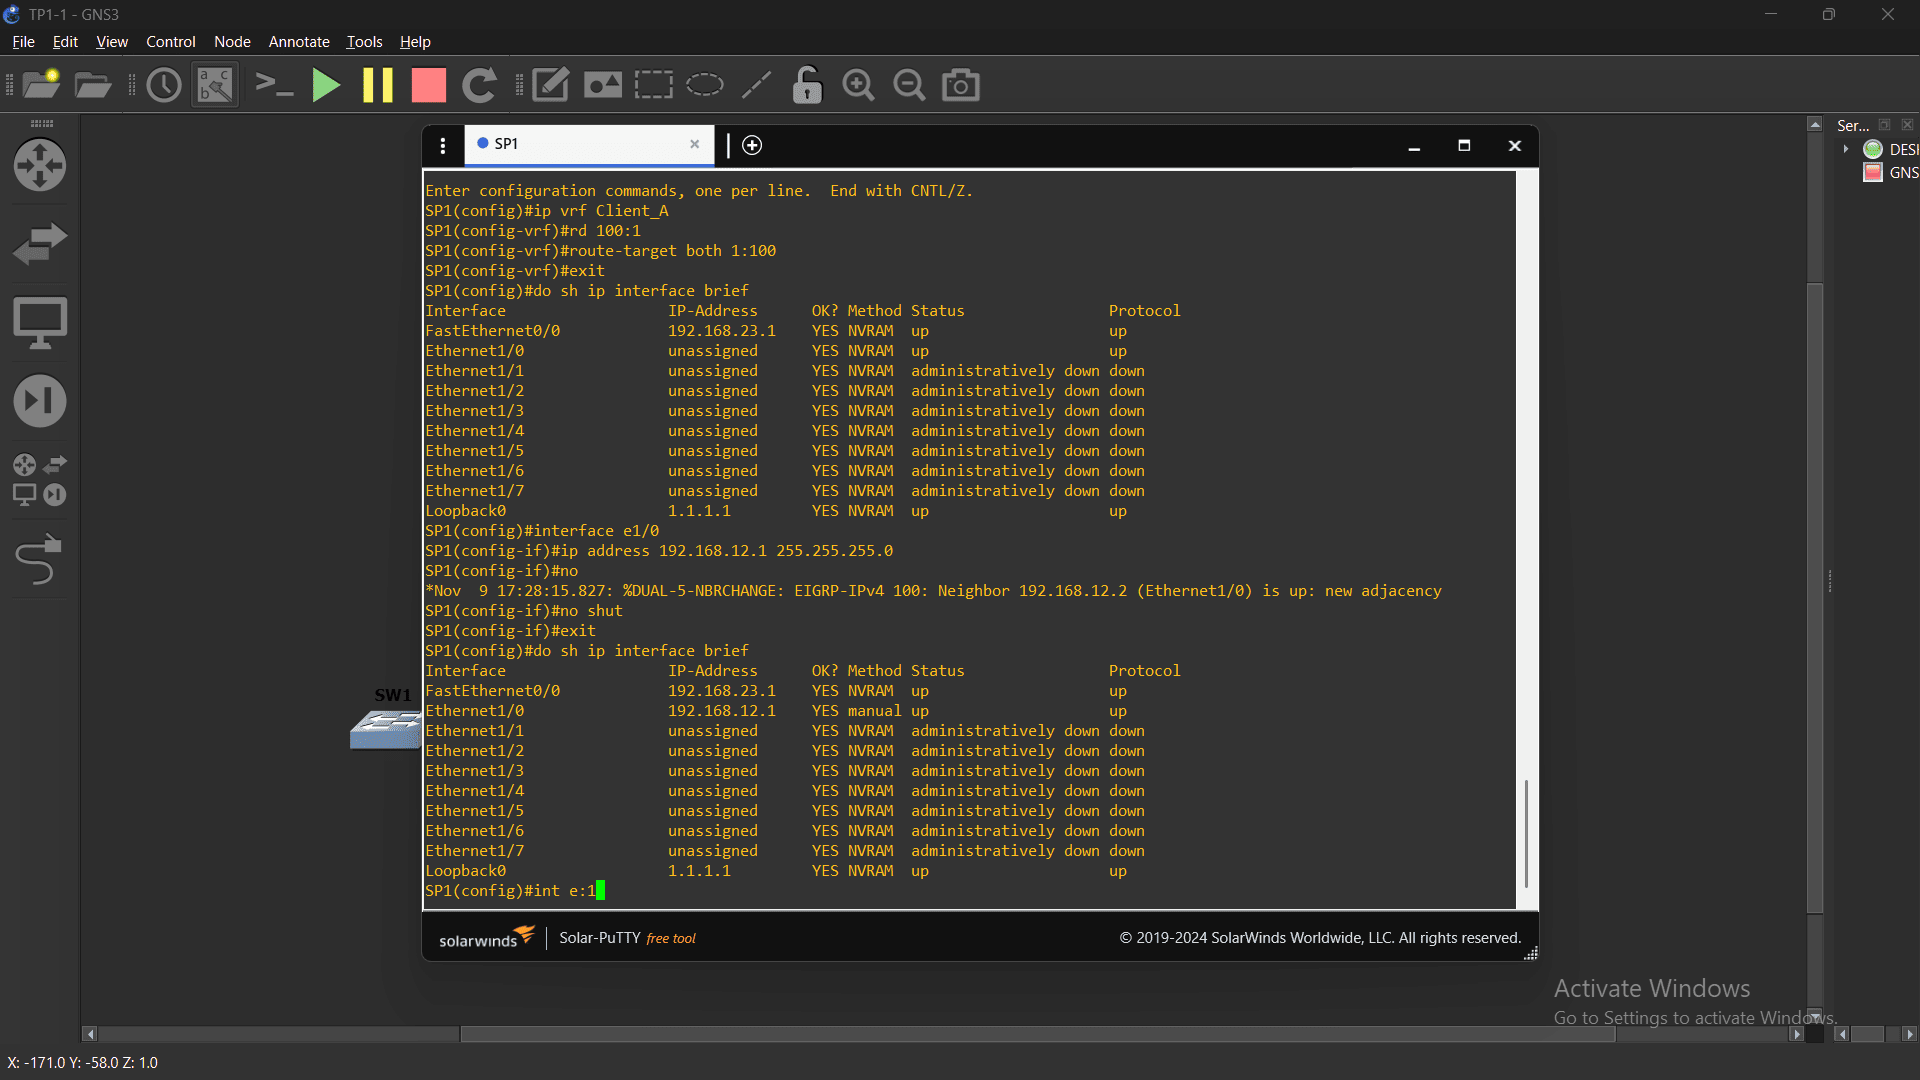 TP1-1 - GNS3
File Edit View Control Node Annotate Tools Help
a c
b
SP1
Ser...
DESI
GNS
Enter configuration commands, one per line.  End with CNTL/Z.
SP1(config)#ip vrf Client_A
SP1(config-vrf)#rd 100:1
SP1(config-vrf)#route-target both 1:100
SP1(config-vrf)#exit
SP1(config)#do sh ip interface brief
Interface                  IP-Address      OK? Method Status                Protocol
FastEthernet0/0            192.168.23.1    YES NVRAM  up                    up
Ethernet1/0                unassigned      YES NVRAM  up                    up
Ethernet1/1                unassigned      YES NVRAM  administratively down down
Ethernet1/2                unassigned      YES NVRAM  administratively down down
Ethernet1/3                unassigned      YES NVRAM  administratively down down
Ethernet1/4                unassigned      YES NVRAM  administratively down down
Ethernet1/5                unassigned      YES NVRAM  administratively down down
Ethernet1/6                unassigned      YES NVRAM  administratively down down
Ethernet1/7                unassigned      YES NVRAM  administratively down down
Loopback0                  1.1.1.1         YES NVRAM  up                    up
SP1(config)#interface e1/0
SP1(config-if)#ip address 192.168.12.1 255.255.255.0
SP1(config-if)#no
*Nov  9 17:28:15.827: %DUAL-5-NBRCHANGE: EIGRP-IPv4 100: Neighbor 192.168.12.2 (Ethernet1/0) is up: new adjacency
SP1(config-if)#no shut
SP1(config-if)#exit
SP1(config)#do sh ip interface brief
Interface                  IP-Address      OK? Method Status                Protocol
FastEthernet0/0            192.168.23.1    YES NVRAM  up                    up
Ethernet1/0                192.168.12.1    YES manual up                    up
Ethernet1/1                unassigned      YES NVRAM  administratively down down
Ethernet1/2                unassigned      YES NVRAM  administratively down down
Ethernet1/3                unassigned      YES NVRAM  administratively down down
Ethernet1/4                unassigned      YES NVRAM  administratively down down
Ethernet1/5                unassigned      YES NVRAM  administratively down down
Ethernet1/6                unassigned      YES NVRAM  administratively down down
Ethernet1/7                unassigned      YES NVRAM  administratively down down
Loopback0                  1.1.1.1         YES NVRAM  up                    up
SP1(config)#int e:1
SW1
solarwinds Solar-PuTTY free tool © 2019-2024 SolarWinds Worldwide, LLC. All rights reserved.
Activate Windows
Go to Settings to activate Windows.
X: -171.0 Y: -58.0 Z: 1.0